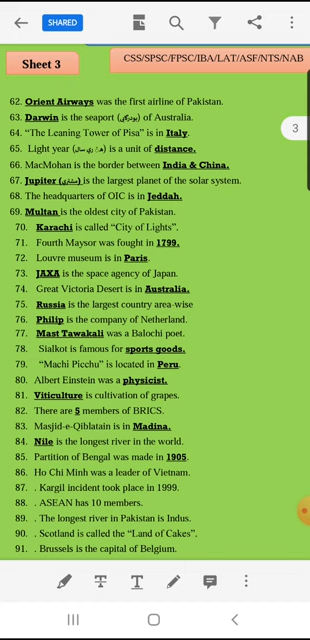 SHARED
Sheet 3
CSS/SPSC/FPSC/IBA/LAT/ASF/NTS/NAB
3
62. Orient Airways was the first airline of Pakistan.
63. Darwin is the seaport (بندرگاہ) of Australia.
64. “The Leaning Tower of Pisa” is in Italy.
65. Light year (نوری سال) is a unit of distance.
66. MacMohan is the border between India & China.
67. Jupiter (مشتری) is the largest planet of the solar system.
68. The headquarters of OIC is in Jeddah.
69. Multan is the oldest city of Pakistan.
70. Karachi is called “City of Lights”.
71. Fourth Maysor was fought in 1799.
72. Louvre museum is in Paris.
73. JAXA is the space agency of Japan.
74. Great Victoria Desert is in Australia.
75. Russia is the largest country area-wise
76. Philip is the company of Netherland.
77. Mast Tawakali was a Balochi poet.
78. Sialkot is famous for sports goods.
79. “Machi Picchu” is located in Peru.
80. Albert Einstein was a physicist.
81. Viticulture is cultivation of grapes.
82. There are 5 members of BRICS.
83. Masjid-e-Qiblatain is in Madina.
84. Nile is the longest river in the world.
85. Partition of Bengal was made in 1905.
86. Ho Chi Minh was a leader of Vietnam.
87. . Kargil incident took place in 1999.
88. . ASEAN has 10 members.
89. . The longest river in Pakistan is Indus.
90. . Scotland is called the “Land of Cakes”.
91. . Brussels is the capital of Belgium.